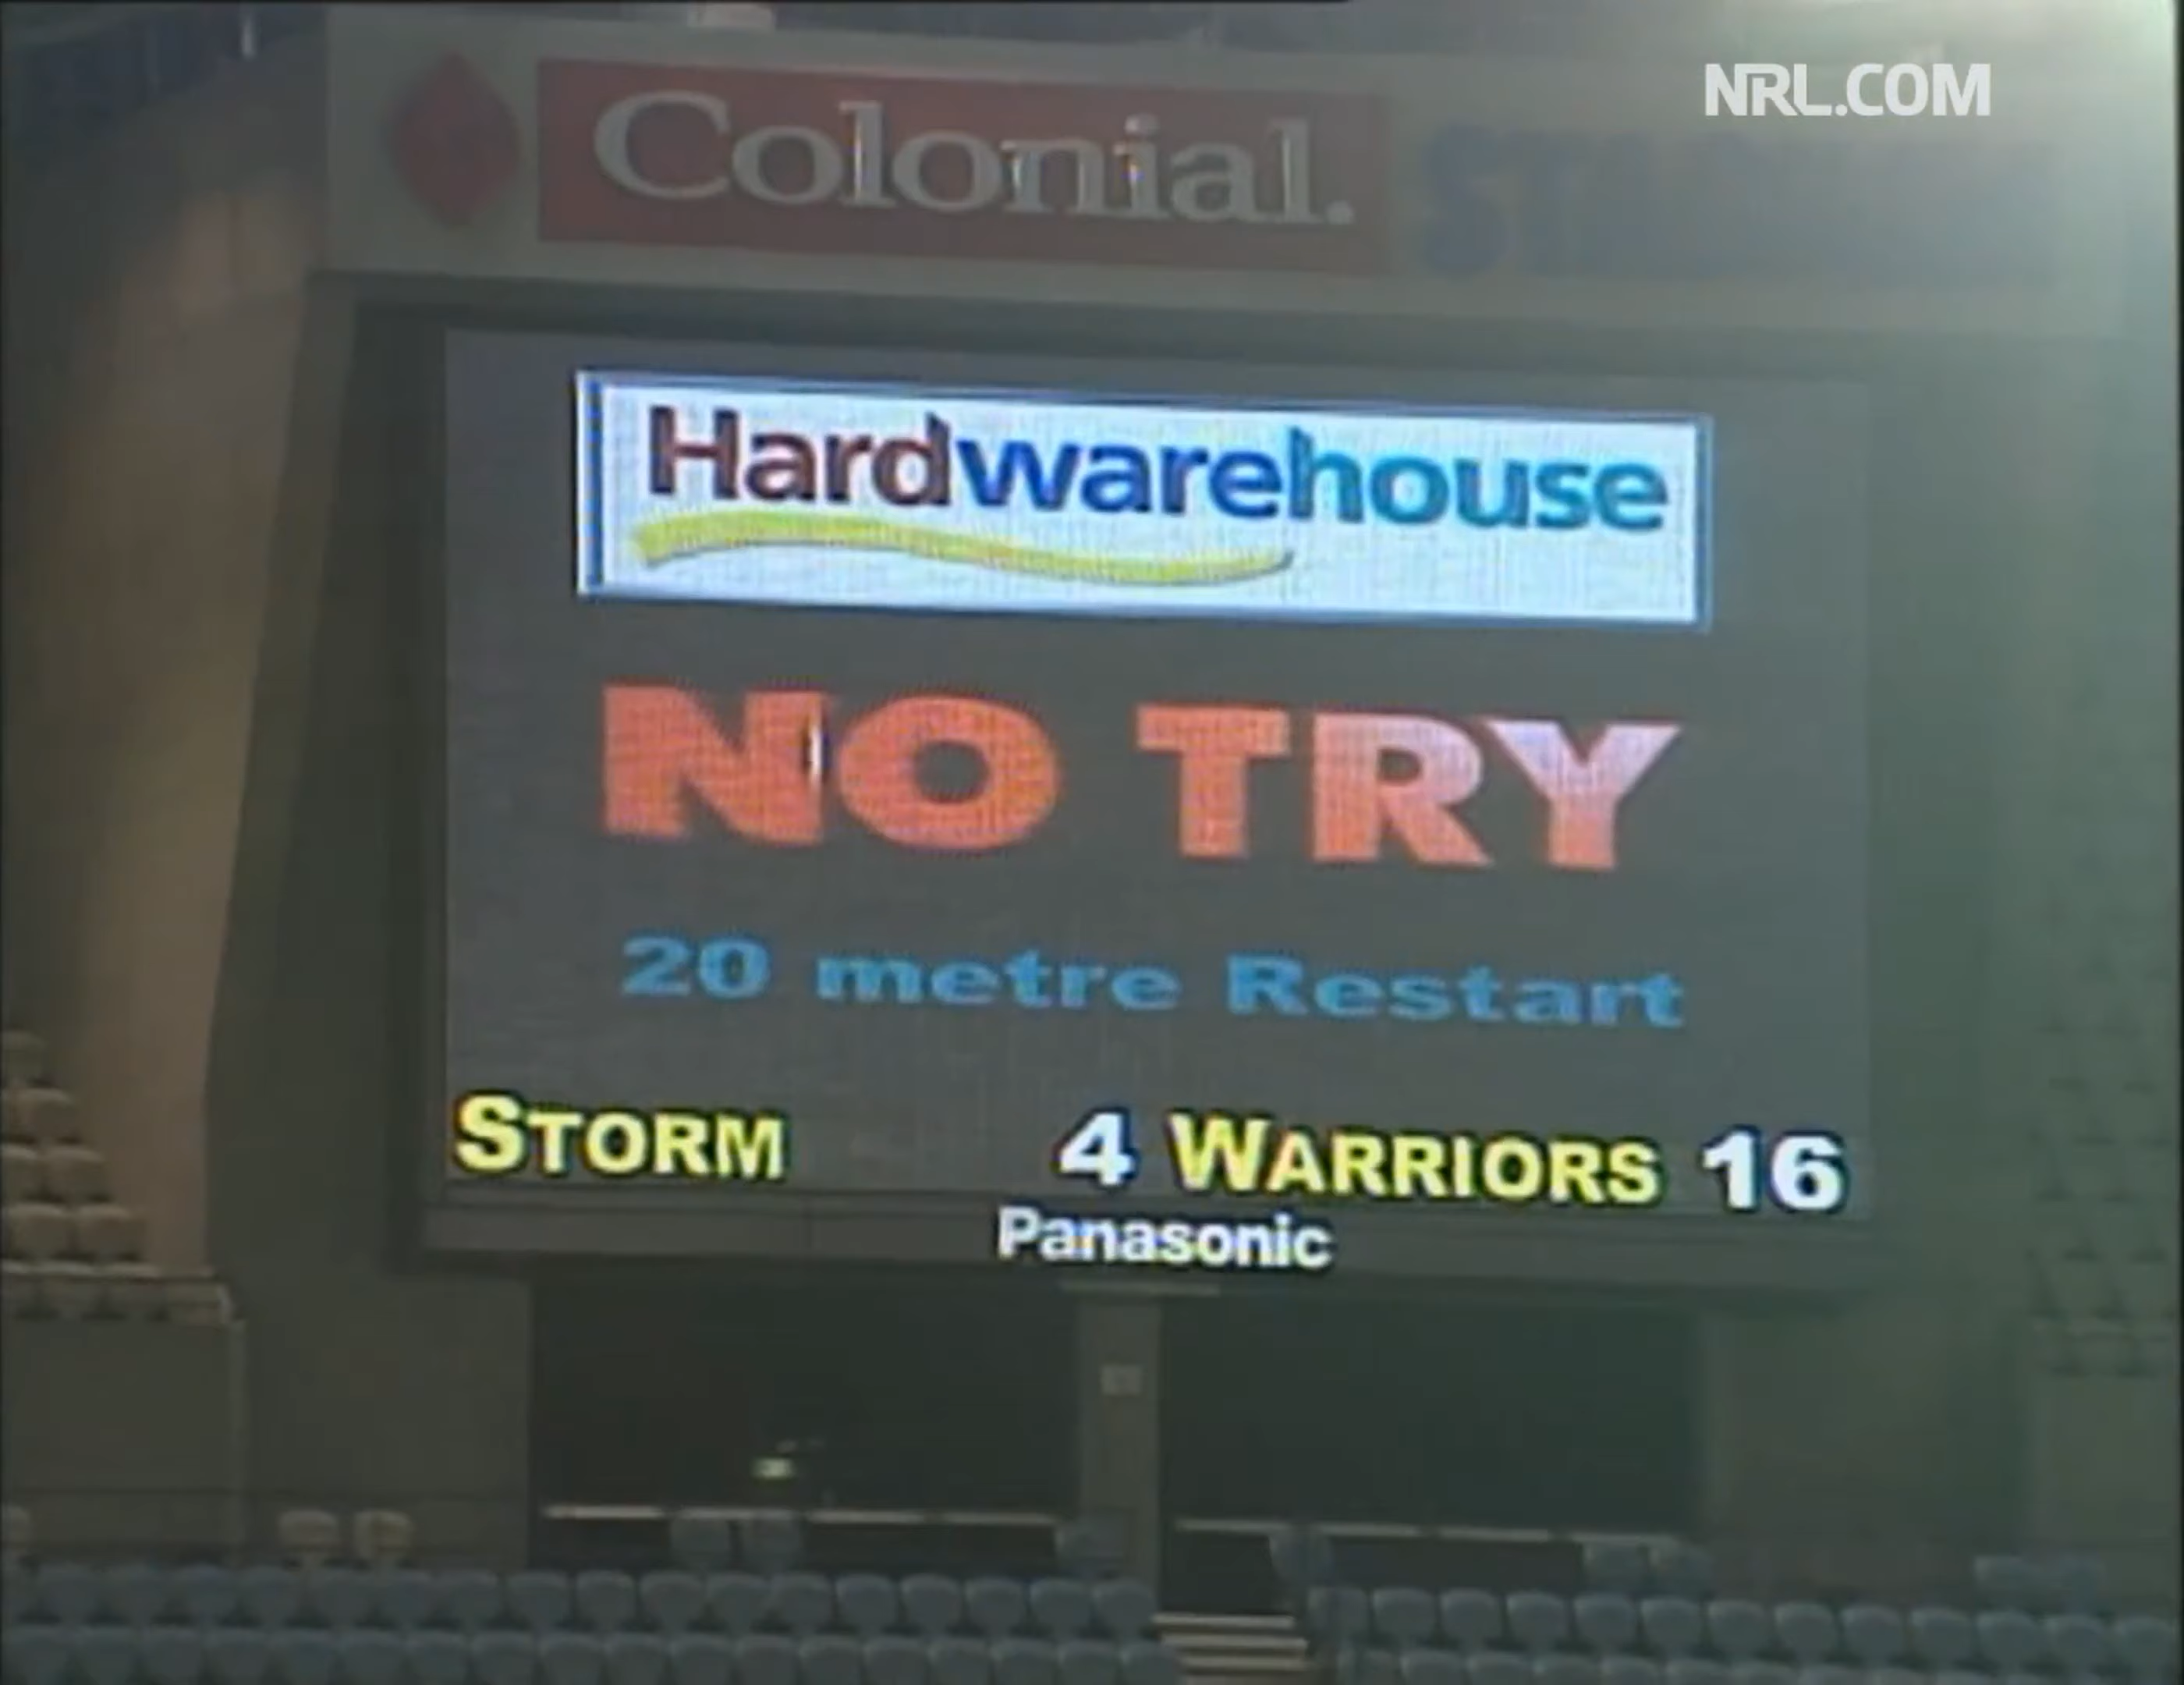 NRL.COM
Colonial.
Hardwarehouse
NO TRY
20 metre Restart
STORM 4 WARRIORS 16
Panasonic